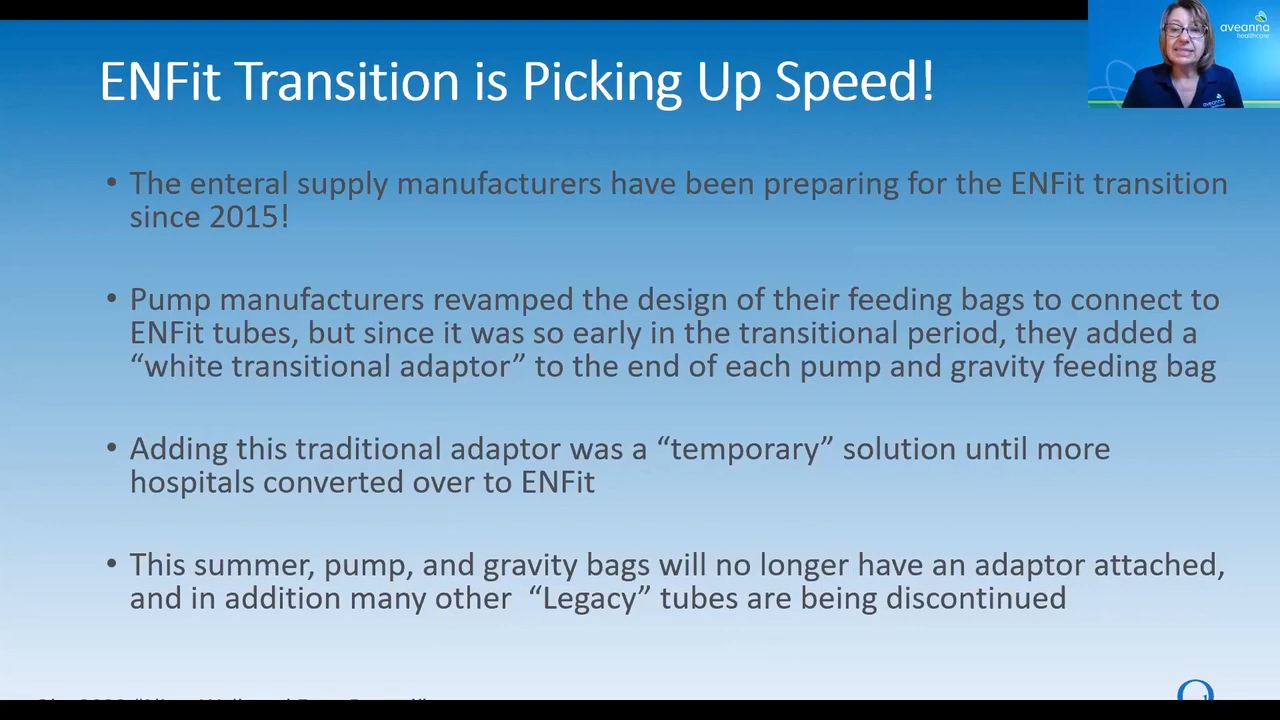 ENFit Transition is Picking Up Speed!
aveanna
healthcare
aveanna
• The enteral supply manufacturers have been preparing for the ENFit transition
since 2015!
• Pump manufacturers revamped the design of their feeding bags to connect to
ENFit tubes, but since it was so early in the transitional period, they added a
“white transitional adaptor” to the end of each pump and gravity feeding bag
• Adding this traditional adaptor was a “temporary” solution until more
hospitals converted over to ENFit
• This summer, pump, and gravity bags will no longer have an adaptor attached,
and in addition many other “Legacy” tubes are being discontinued